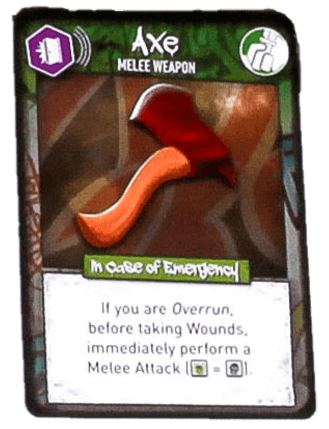 Axe
MELEE WEAPON
In Case of Emergency
If you are Overrun,
before taking Wounds,
immediately perform a
Melee Attack ( = ).